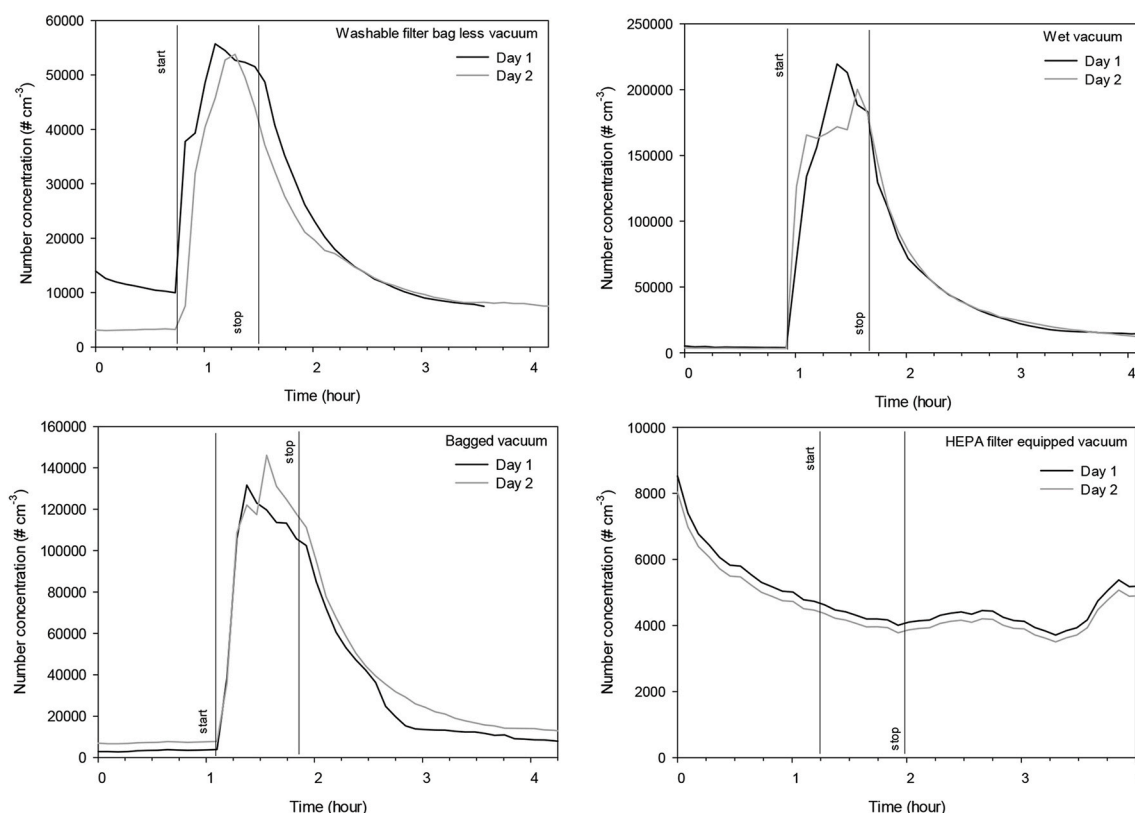 60000
50000
40000
30000
20000
10000
0
Number concentration (# cm⁻³)
Washable filter bag less vacuum
Day 1
Day 2
start
stop
0 1 2 3 4
Time (hour)
250000
200000
150000
100000
50000
0
Number concentration (# cm⁻³)
Wet vacuum
Day 1
Day 2
start
stop
0 1 2 3 4
Time (hour)
160000
140000
120000
100000
80000
60000
40000
20000
0
Number concentration (# cm⁻³)
Bagged vacuum
Day 1
Day 2
stop
start
0 1 2 3 4
Time (hour)
10000
8000
6000
4000
2000
0
Number concentration (# cm⁻³)
HEPA filter equipped vacuum
Day 1
Day 2
start
stop
0 1 2 3 4
Time (hour)